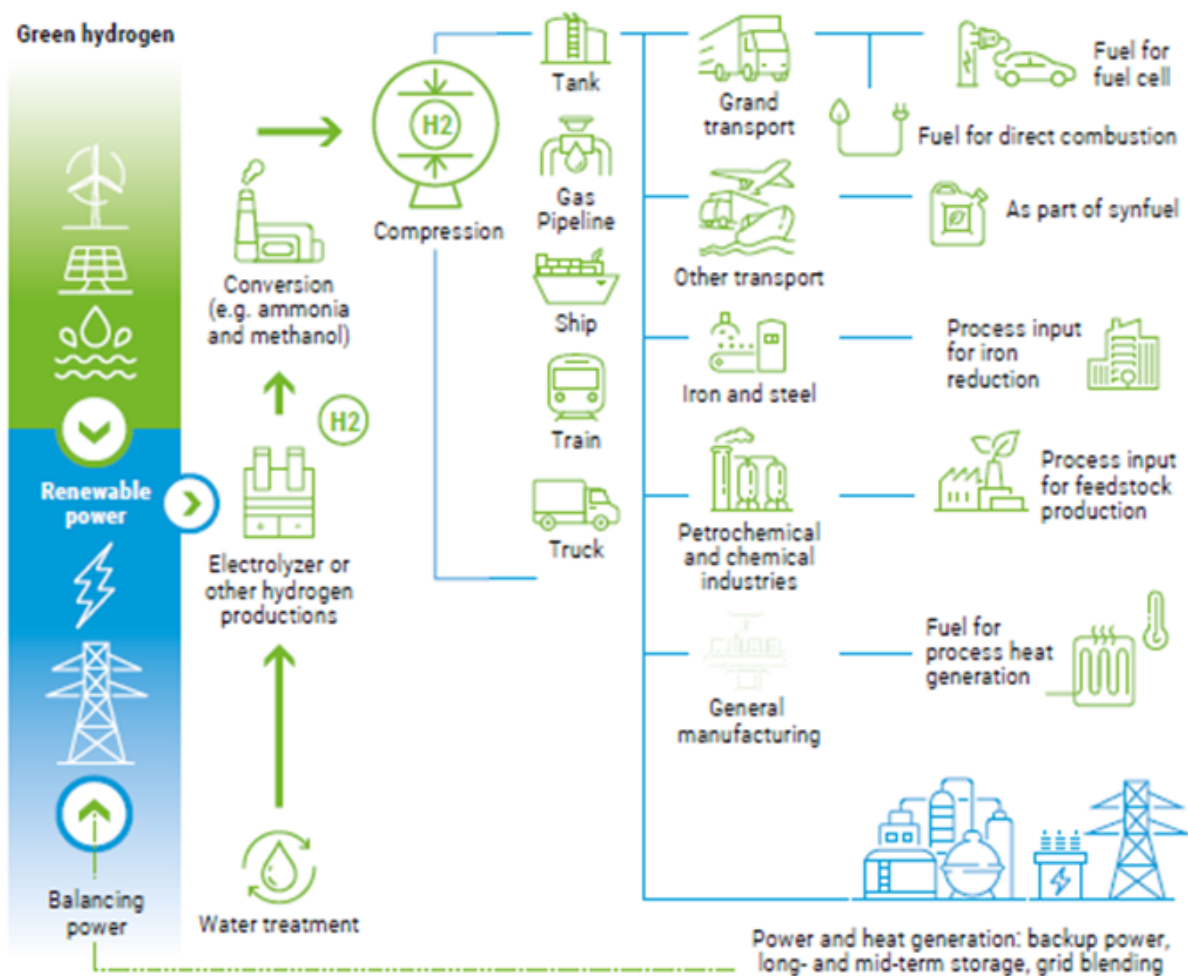 Green hydrogen
Renewable
power
Balancing
power
Conversion
(e.g. ammonia
and methanol)
H2
Electrolyzer or
other hydrogen
productions
Water treatment
H2
Compression
Tank
Gas
Pipeline
Ship
Train
Truck
Grand
transport
Fuel for
fuel cell
Fuel for direct combustion
Other transport
As part of synfuel
Iron and steel
Process input
for iron
reduction
Petrochemical
and chemical
industries
Process input
for feedstock
production
General
manufacturing
Fuel for
process heat
generation
Power and heat generation: backup power,
long- and mid-term storage, grid blending